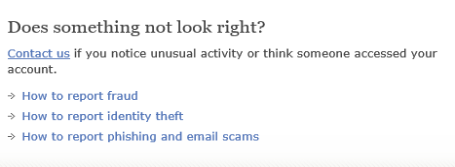 Does something not look right?
Contact us if you notice unusual activity or think someone accessed your
account.
How to report fraud
How to report identity theft
How to report phishing and email scams